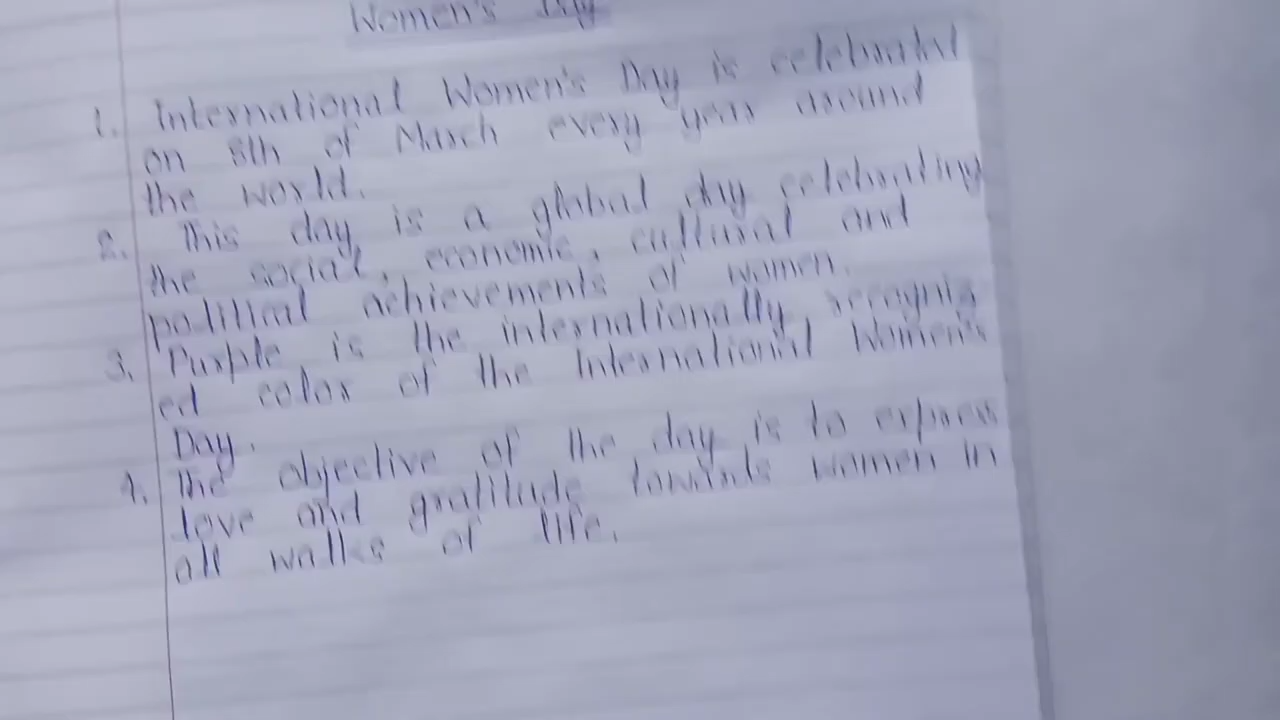 Women's Day
1. International Women's Day is celebrated
on 8th of March every year around
the world.
2. This day is a global day celebrating
the social, economic, cultural and
political achievements of women.
3. Purple is the internationally recogniz
ed color of the International Women's
Day.
4. The objective of the day is to express
love and gratitude towards women in
all walks of life.